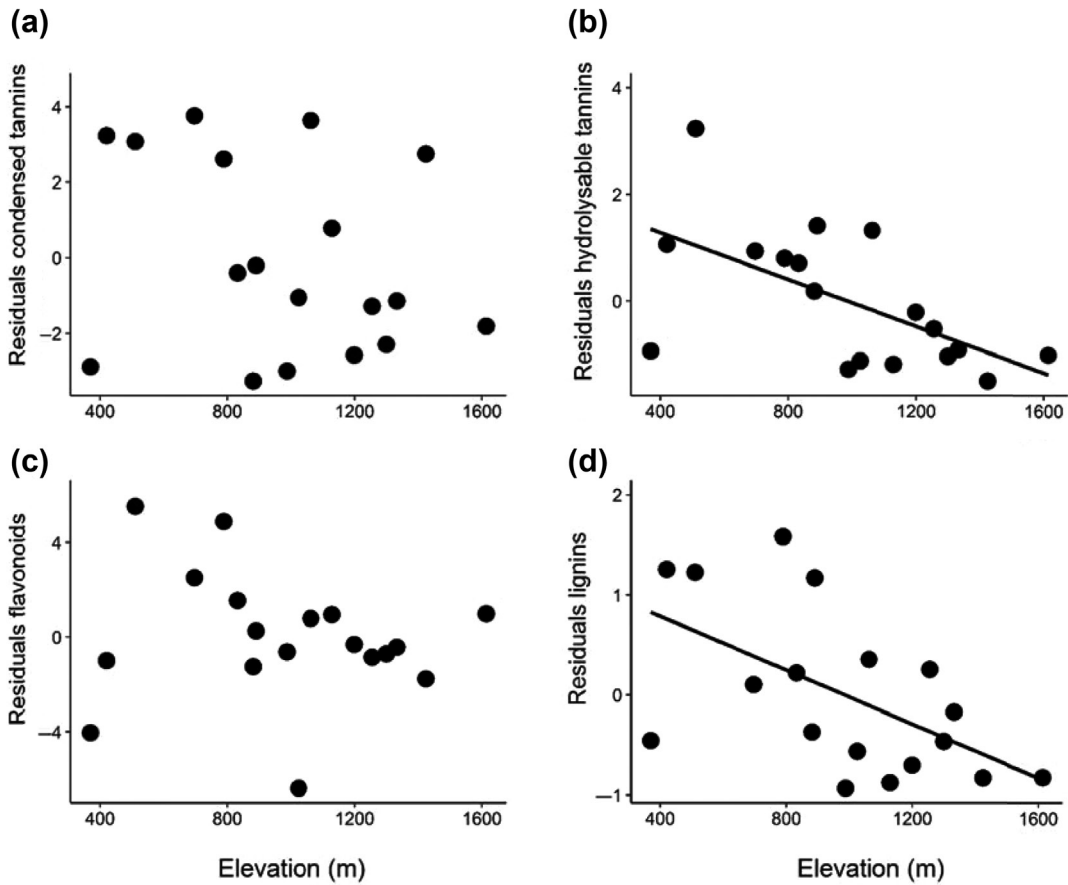 (a)
Residuals condensed tannins
4
2
0
−2
400 800 1200 1600
(b)
Residuals hydrolysable tannins
4
2
0
400 800 1200 1600
(c)
Residuals flavonoids
4
0
−4
400 800 1200 1600
Elevation (m)
(d)
Residuals lignins
2
1
0
−1
400 800 1200 1600
Elevation (m)